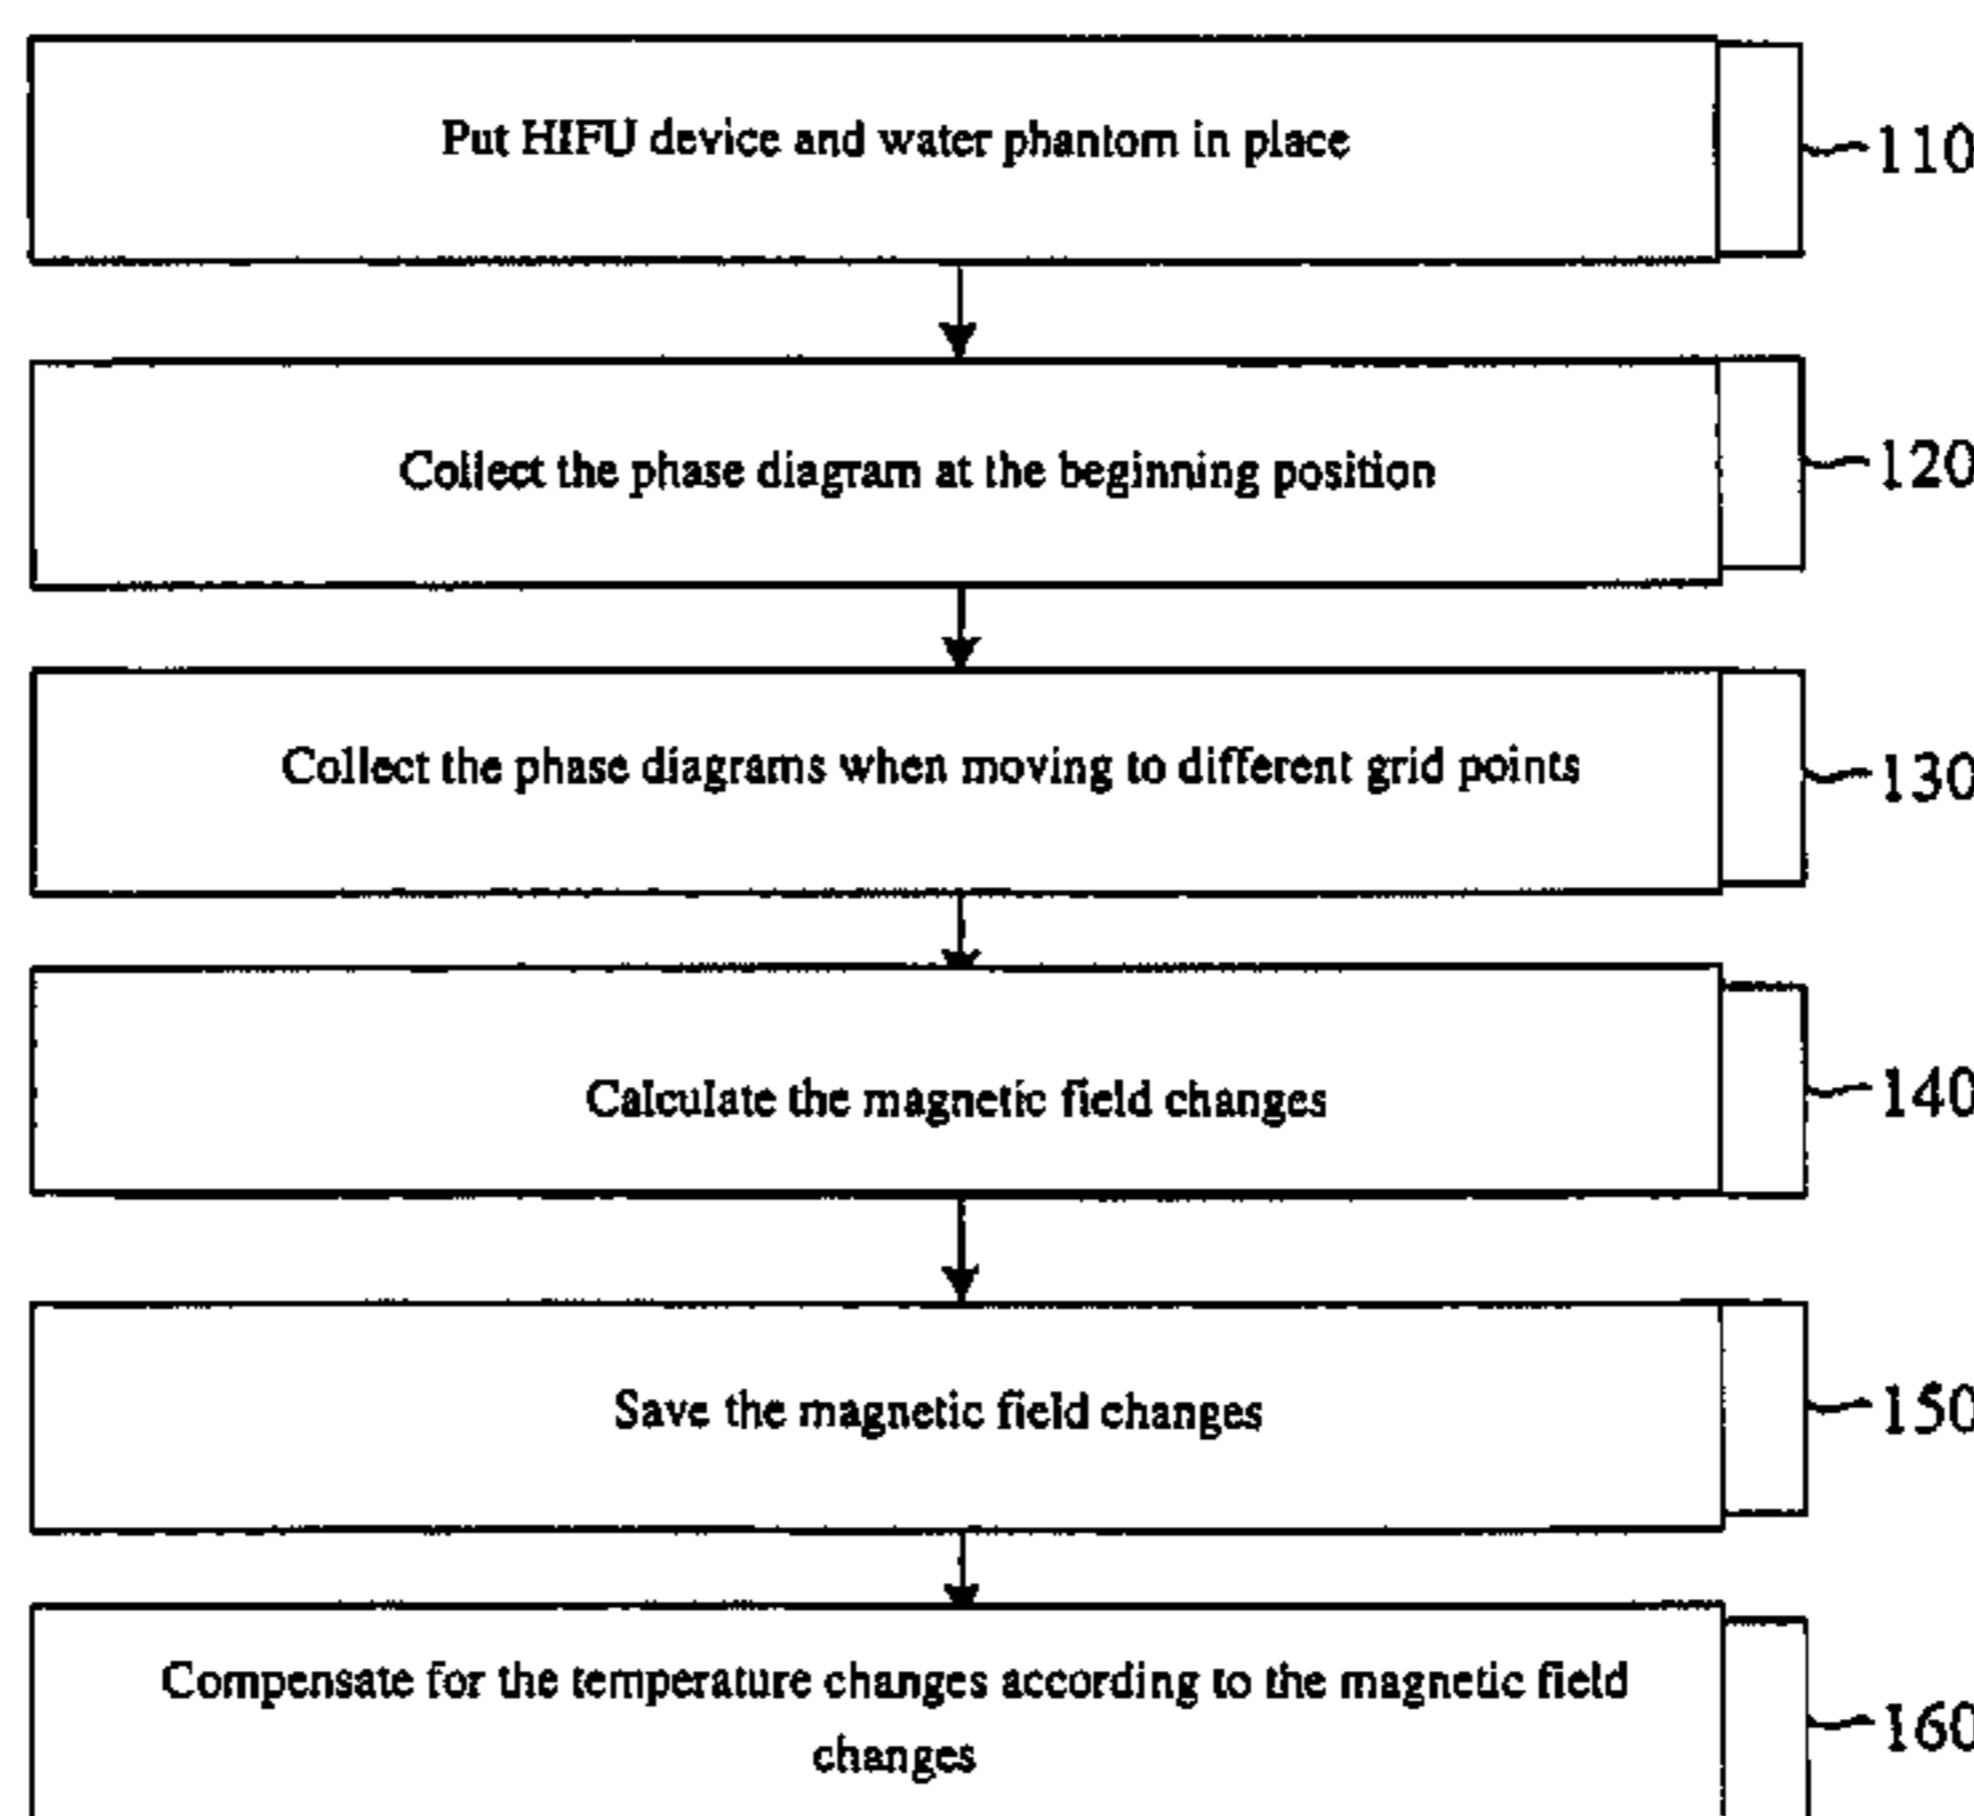 Put HIFU device and water phantom in place
110
Collect the phase diagram at the beginning position
120
Collect the phase diagrams when moving to different grid points
130
Calculate the magnetic field changes
140
Save the magnetic field changes
150
Compensate for the temperature changes according to the magnetic field
changes
160